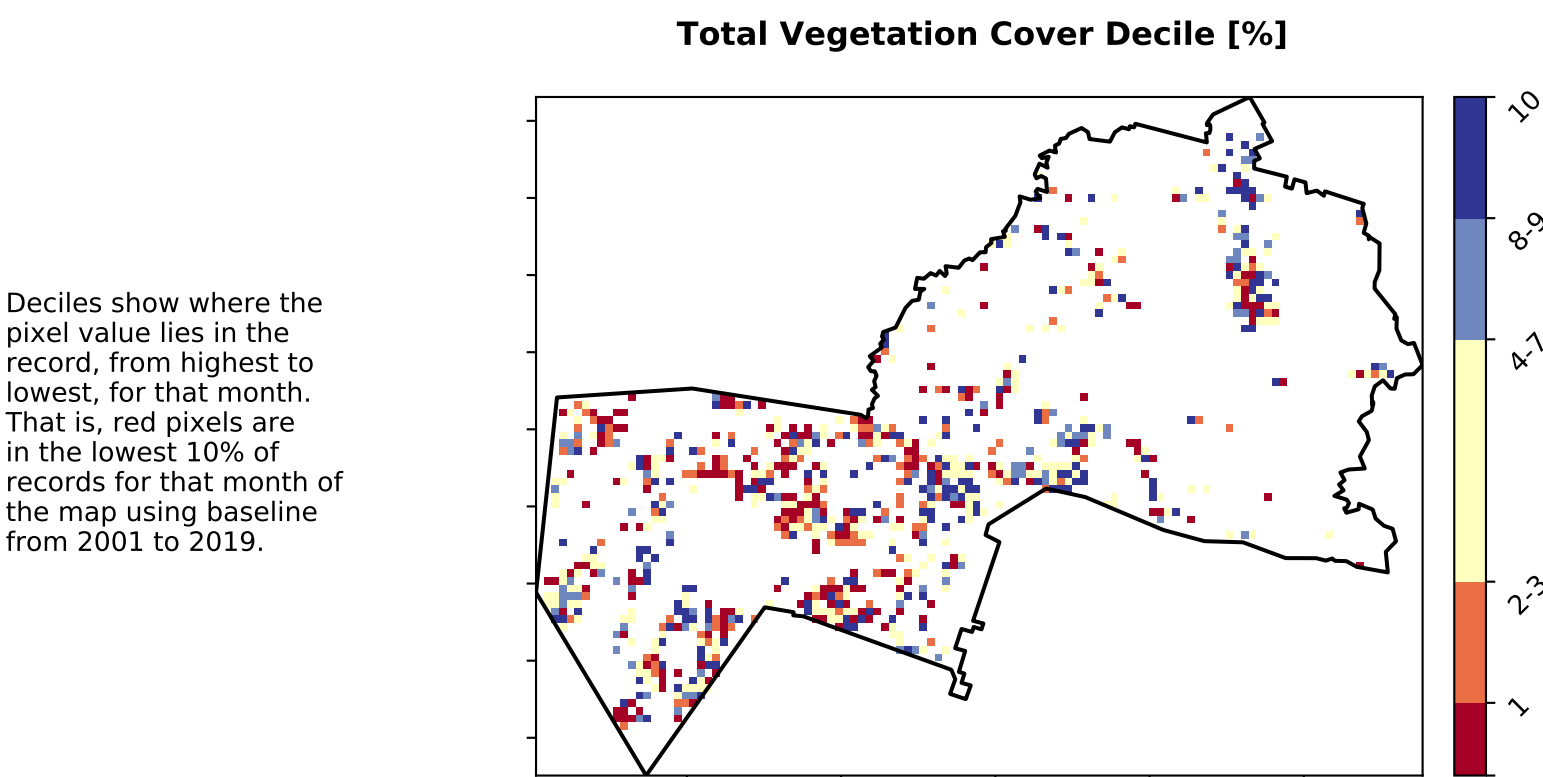 Total Vegetation Cover Decile [%]
Deciles show where the
pixel value lies in the
record, from highest to
lowest, for that month.
That is, red pixels are
in the lowest 10% of
records for that month of
the map using baseline
from 2001 to 2019.
10
8-9
4-7
2-3
1